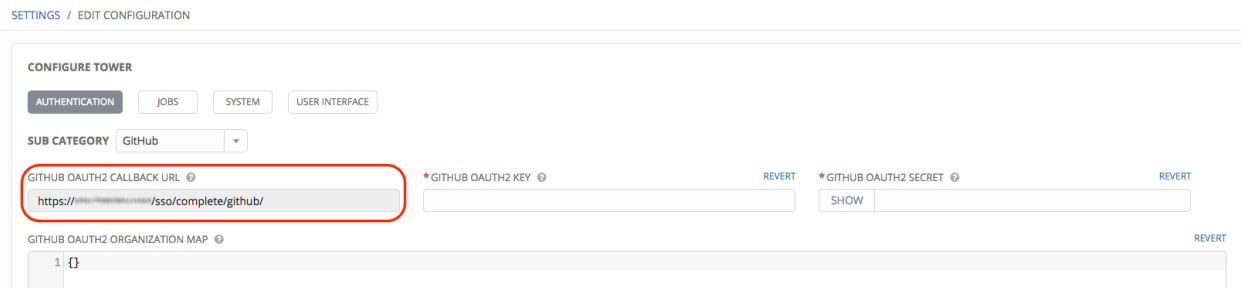 SETTINGS / EDIT CONFIGURATION
CONFIGURE TOWER
AUTHENTICATION JOBS SYSTEM USER INTERFACE
SUB CATEGORY GitHub
GITHUB OAUTH2 CALLBACK URL * GITHUB OAUTH2 KEY REVERT * GITHUB OAUTH2 SECRET REVERT
https:// /sso/complete/github/ SHOW
GITHUB OAUTH2 ORGANIZATION MAP REVERT
1 {}